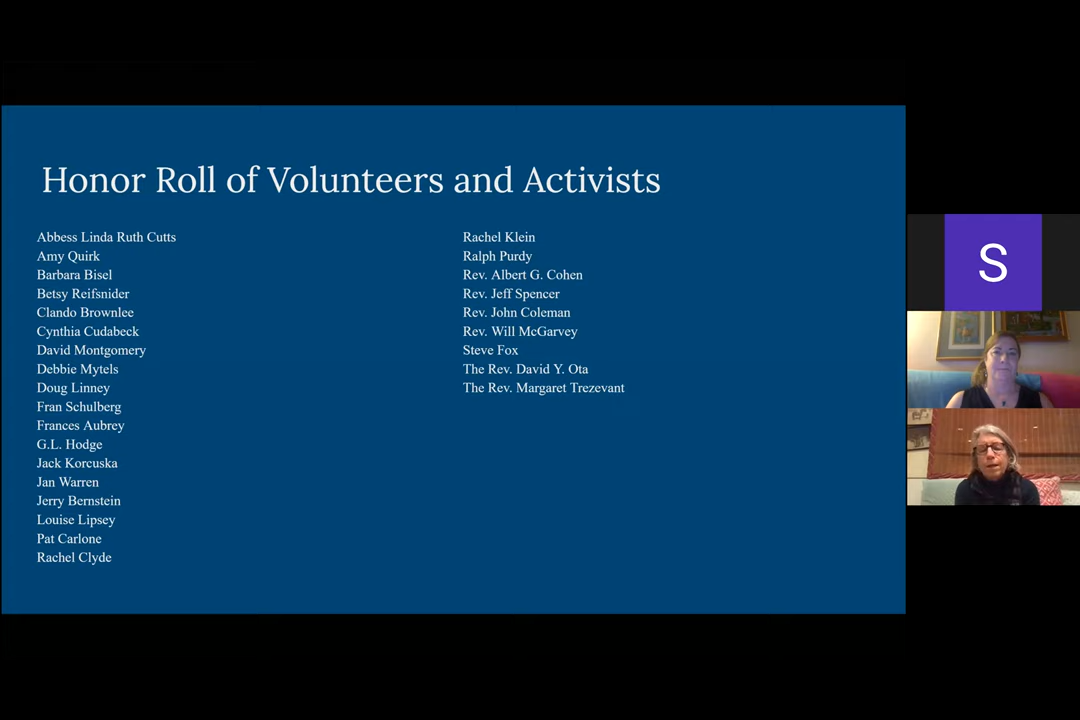 Honor Roll of Volunteers and Activists
Abbess Linda Ruth Cutts
Amy Quirk
Barbara Bisel
Betsy Reifsnider
Clando Brownlee
Cynthia Cudabeck
David Montgomery
Debbie Mytels
Doug Linney
Fran Schulberg
Frances Aubrey
G.L. Hodge
Jack Korcuska
Jan Warren
Jerry Bernstein
Louise Lipsey
Pat Carlone
Rachel Clyde
Rachel Klein
Ralph Purdy
Rev. Albert G. Cohen
Rev. Jeff Spencer
Rev. John Coleman
Rev. Will McGarvey
Steve Fox
The Rev. David Y. Ota
The Rev. Margaret Trezevant
S